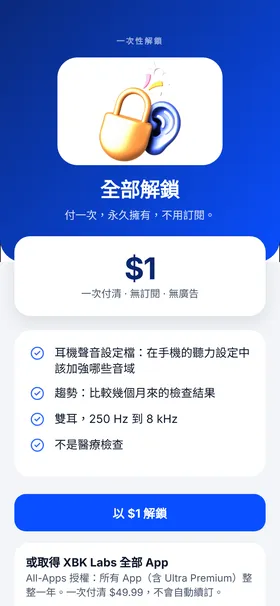 一次性解鎖
全部解鎖
付一次，永久擁有，不用訂閱。
$1
一次付清 · 無訂閱 · 無廣告
耳機聲音設定檔：在手機的聽力設定中
該加強哪些音域
趨勢：比較幾個月來的檢查結果
雙耳，250 Hz 到 8 kHz
不是醫療檢查
以 $1 解鎖
或取得 XBK Labs 全部 App
All-Apps 授權：所有 App（含 Ultra Premium）整
整一年。一次付清 $49.99，不會自動續訂。